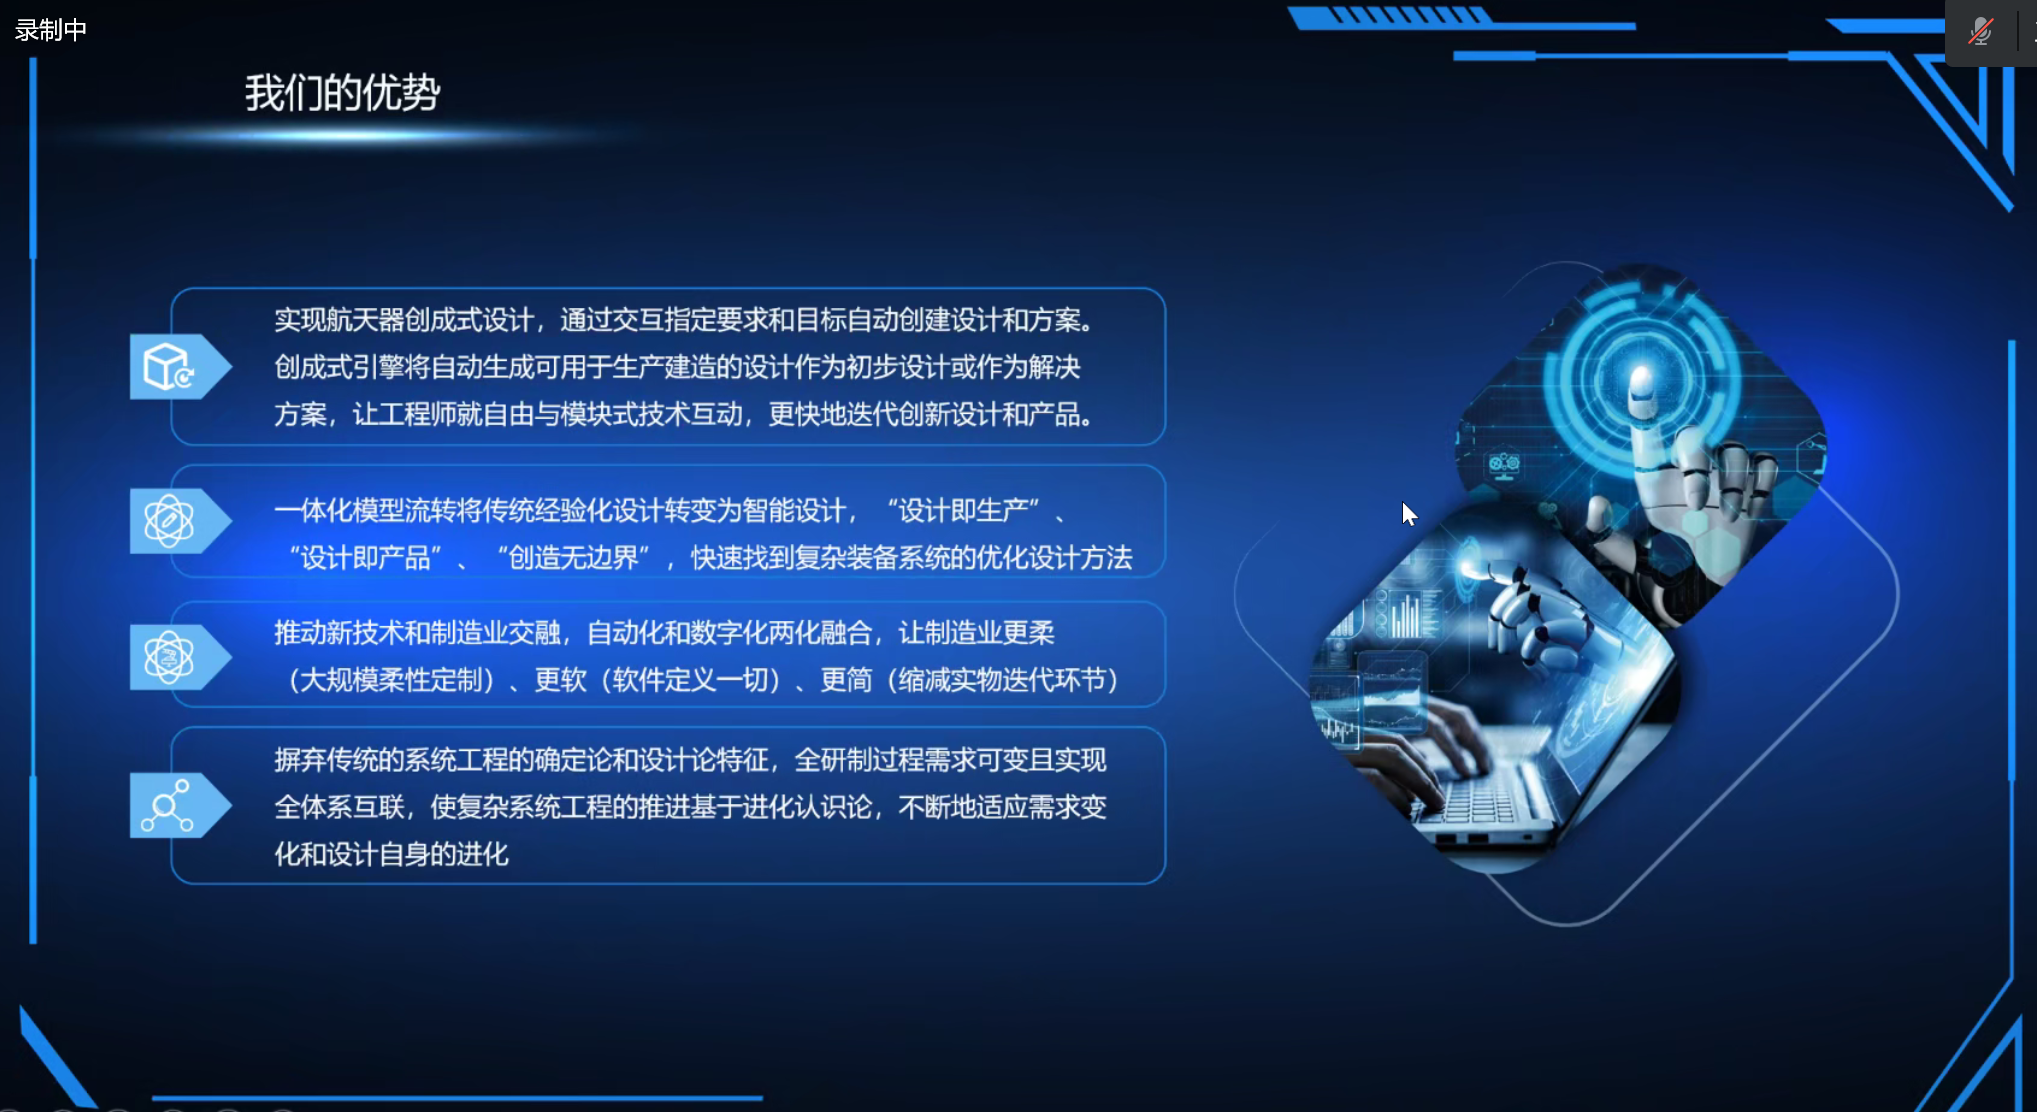 录制中
我们的优势
实现航天器创成式设计，通过交互指定要求和目标自动创建设计和方案。
创成式引擎将自动生成可用于生产建造的设计作为初步设计或作为解决
方案，让工程师就自由与模块式技术互动，更快地迭代创新设计和产品。
一体化模型流转将传统经验化设计转变为智能设计，“设计即生产”、
“设计即产品”、“创造无边界”，快速找到复杂装备系统的优化设计方法
推动新技术和制造业交融，自动化和数字化两化融合，让制造业更柔
（大规模柔性定制）、更软（软件定义一切）、更简（缩减实物迭代环节）
摒弃传统的系统工程的确定论和设计论特征，全研制过程需求可变且实现
全体系互联，使复杂系统工程的推进基于进化认识论，不断地适应需求变
化和设计自身的进化